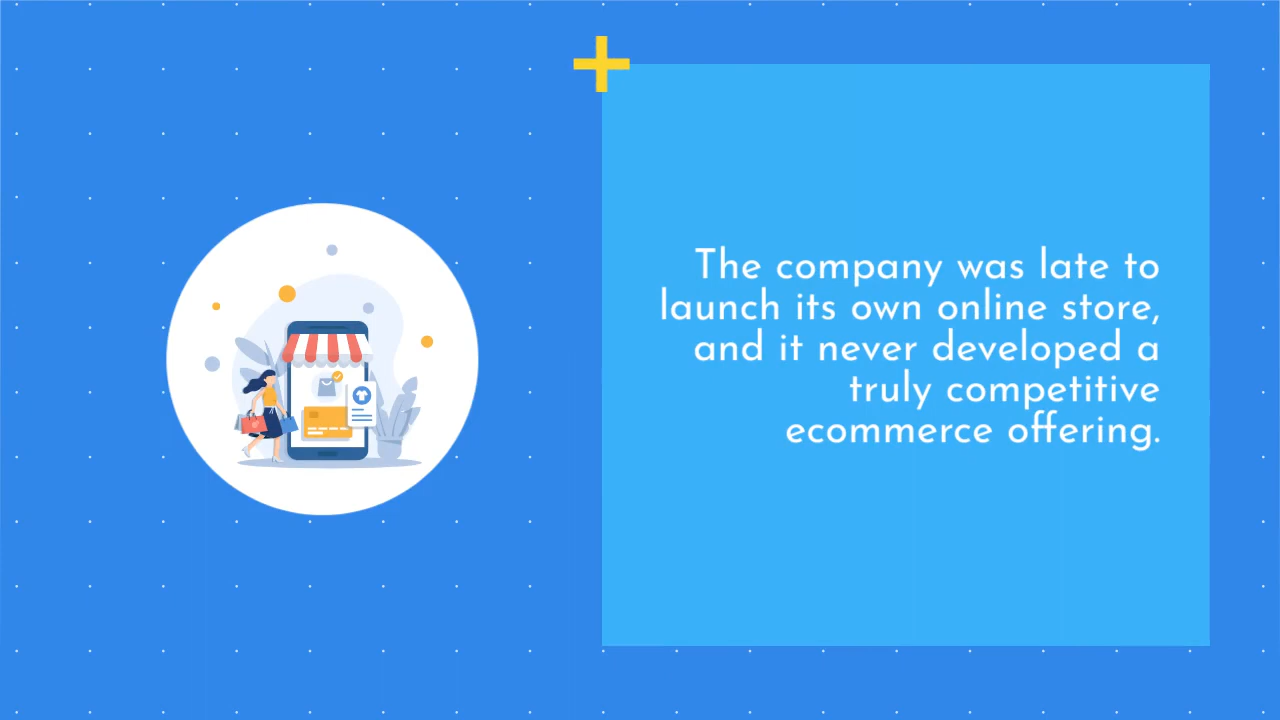 The company was late to
launch its own online store,
and it never developed a
truly competitive
ecommerce offering.